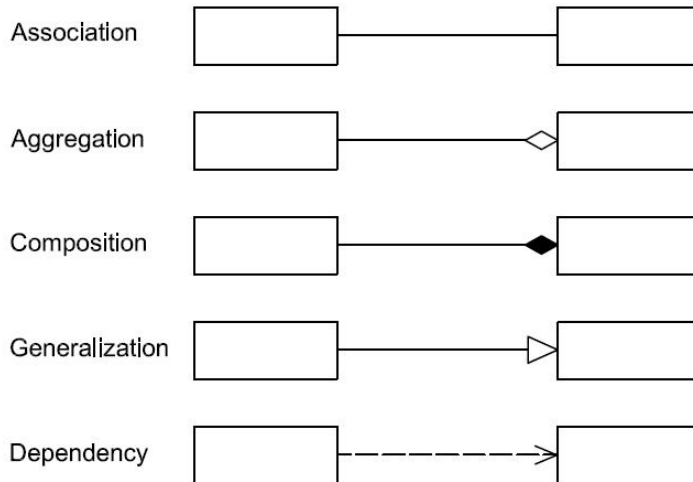 Association
Aggregation
Composition
Generalization
Dependency